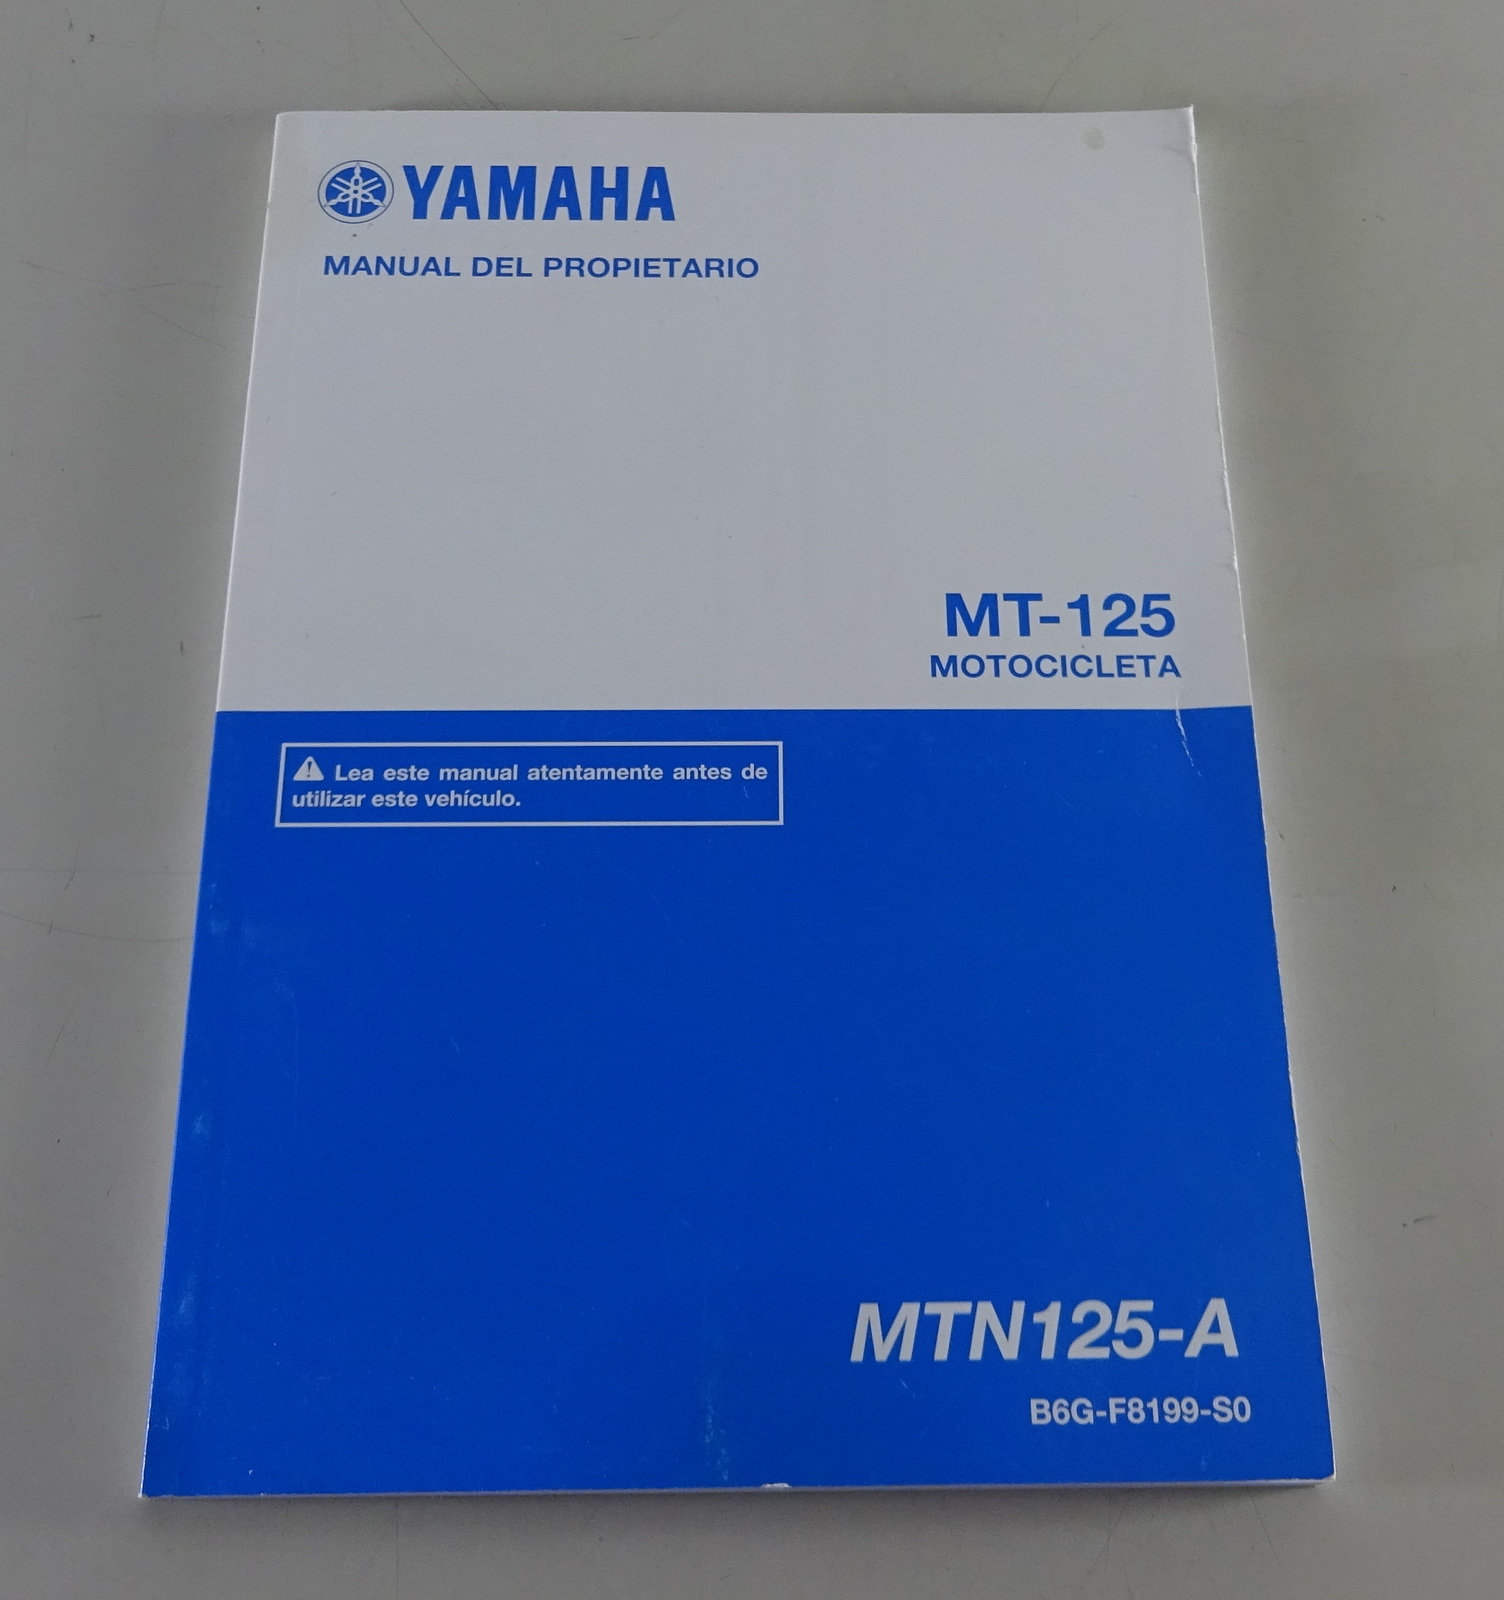 YAMAHA
MANUAL DEL PROPIETARIO
MT-125
MOTOCICLETA
Lea este manual atentamente antes de
utilizar este vehículo.
MTN125-A
B6G-F8199-S0